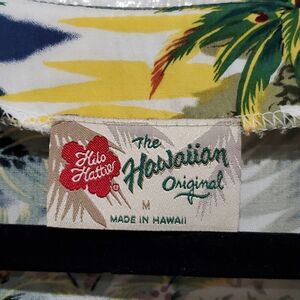 Hilo
Hattie
®
The
Hawaiian
Original
M
MADE IN HAWAII